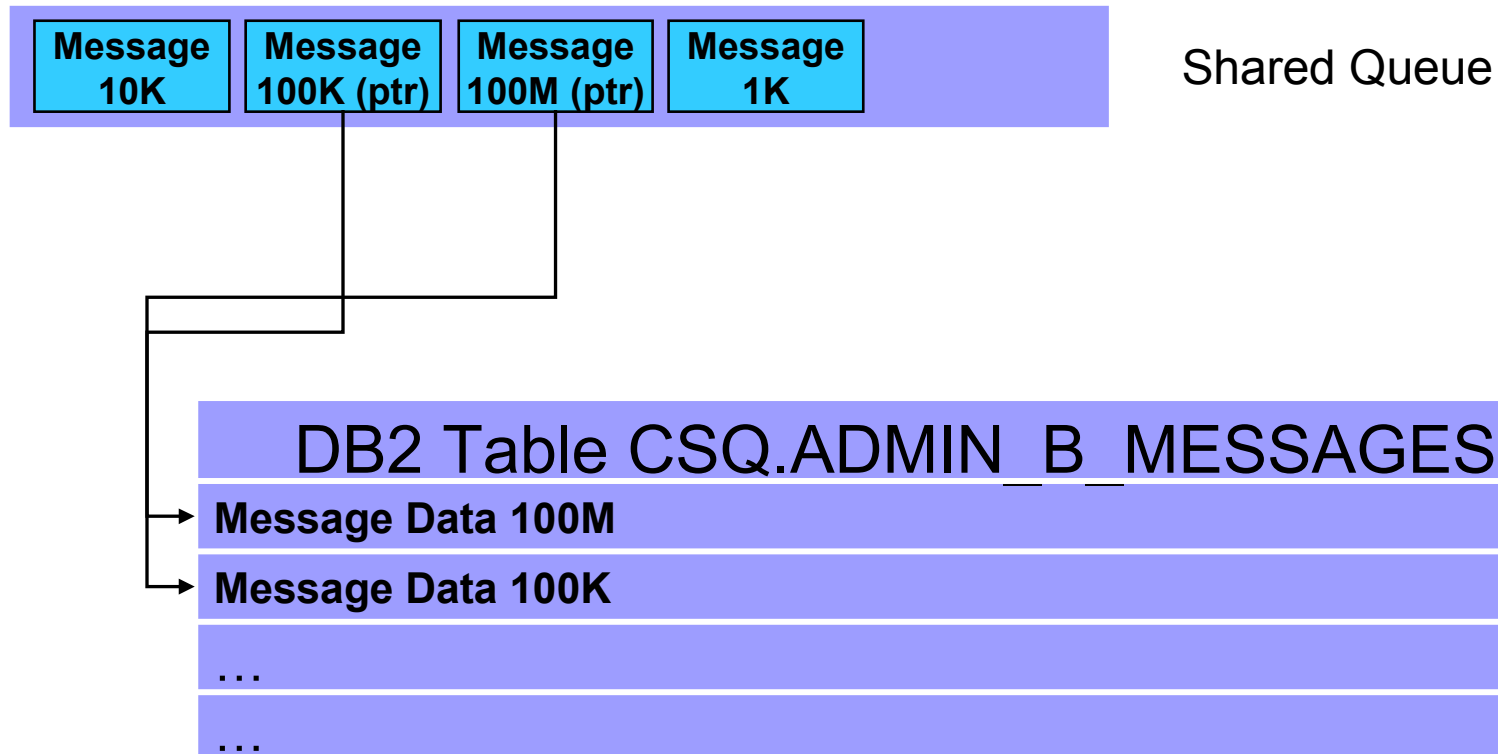 Message
10K
Message
100K (ptr)
Message
100M (ptr)
Message
1K
Shared Queue
DB2 Table CSQ.ADMIN_B_MESSAGES
Message Data 100M
Message Data 100K
…
…